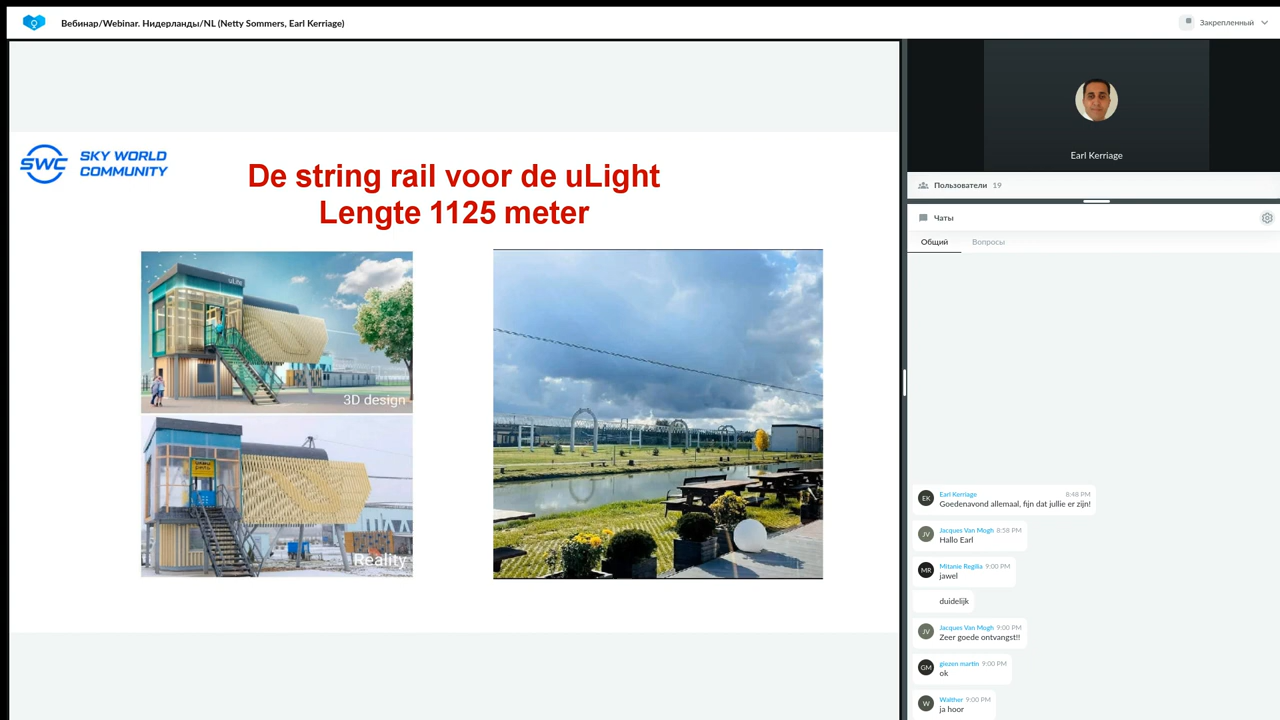 Вебинар/Webinar. Нидерланды/NL (Netty Sommers, Earl Kerriage)
Закрепленный
SWC
SKY WORLD
COMMUNITY
De string rail voor de uLight
Lengte 1125 meter
3D design
Reality
Earl Kerriage
Пользователи 19
Чаты
Общий Вопросы
EK
Earl Kerriage 8:48 PM
Goedenavond allemaal, fijn dat jullie er zijn!
JV
Jacques Van Mogh 8:58 PM
Hallo Earl
MR
Mitanie Regilia 9:00 PM
jawel
duidelijk
JV
Jacques Van Mogh 9:00 PM
Zeer goede ontvangst!!
GM
giezen martin 9:00 PM
ok
W
Walther 9:00 PM
ja hoor